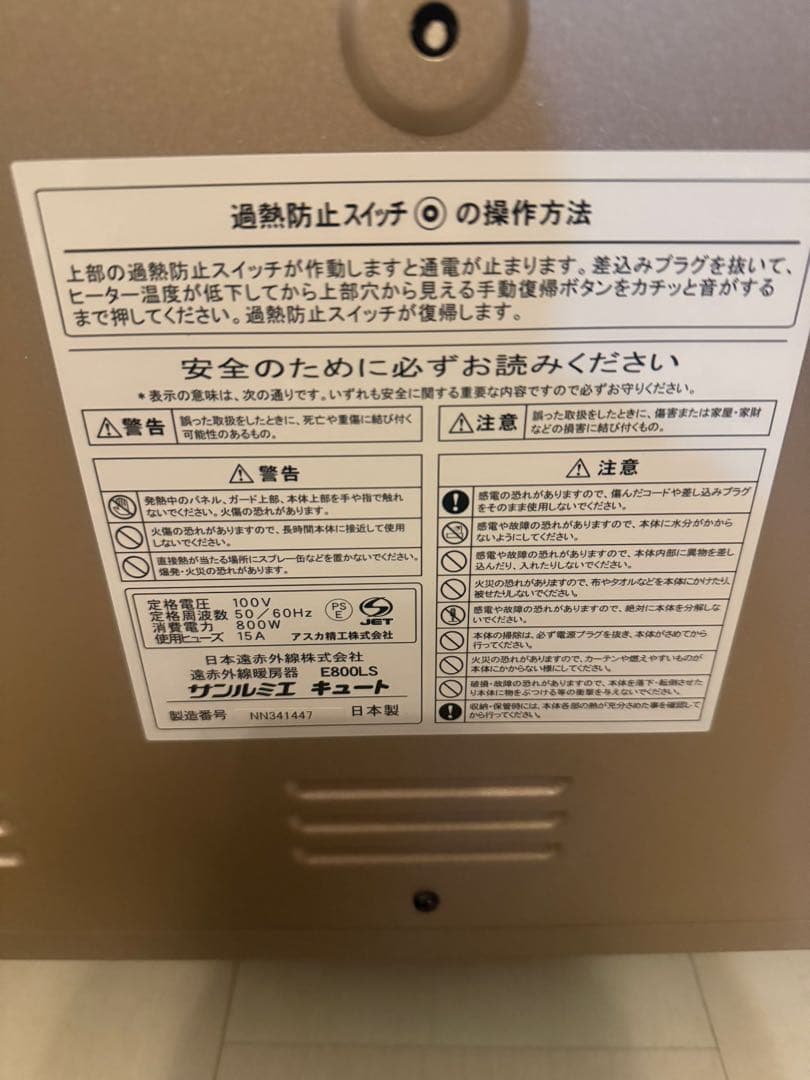 過熱防止スイッチ◎の操作方法
上部の過熱防止スイッチが作動しますと通電が止まります。差込みプラグを抜いて、
ヒーター温度が低下してから上部穴から見える手動復帰ボタンをカチッと音がする
まで押してください。過熱防止スイッチが復帰します。
安全のために必ずお読みください
*表示の意味は、次の通りです。いずれも安全に関する重要な内容ですので必ずお守りください。
警告
誤った取扱をしたときに、死亡や重傷に結び付く
可能性のあるもの。
注意
誤った取扱をしたときに、傷害または家屋・家財
などの損害に結び付くもの。
警告
発熱中のパネル、ガード上部、本体上部を手や指で触れ
ないでください。火傷の恐れがあります。
火傷の恐れがありますので、長時間本体に接近して使用
しないでください。
直接熱が当たる場所にスプレー缶などを置かないでください。
爆発・火災の恐れがあります。
定格電圧 100V
定格周波数 50/60Hz
消費電力 800W
使用ヒューズ 15A
PS
E
JET
アスカ精工株式会社
日本遠赤外線株式会社
遠赤外線暖房器 E800LS
サンルミエ キュート
製造番号 NN341447 日本製
注意
感電の恐れがありますので、傷んだコードや差し込みプラグ
をそのまま使用しないでください。
感電や故障の恐れがありますので、本体に水分がかから
ないようにしてください。
感電や故障の恐れがありますので、本体内部に異物を差し
込んだり、入れたりしないでください。
火災の恐れがありますので、布やタオルなどを本体にかけたり、
被せたりしないでください。
感電や故障の恐れがありますので、絶対に本体を分解しな
いでください。
本体の掃除は、必ず電源プラグを抜き、本体がさめてから
行ってください。
火災の恐れがありますので、カーテンや燃えやすいものが
本体にかからない様にしてください。
破損・故障の恐れがありますので、本体を落下・転倒させた
り本体に物をぶつける等の衝撃を与えないでください。
収納・保管時には、本体各部の熱が充分さめた事を確認して
から行ってください。